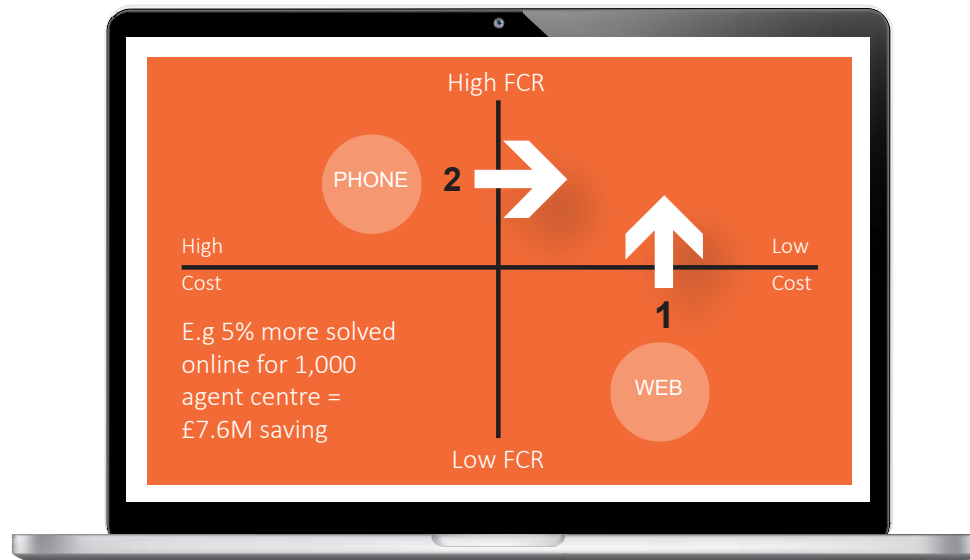 High FCR
PHONE
2
High
Cost
Low
Cost
1
E.g 5% more solved
online for 1,000
agent centre =
£7.6M saving
WEB
Low FCR